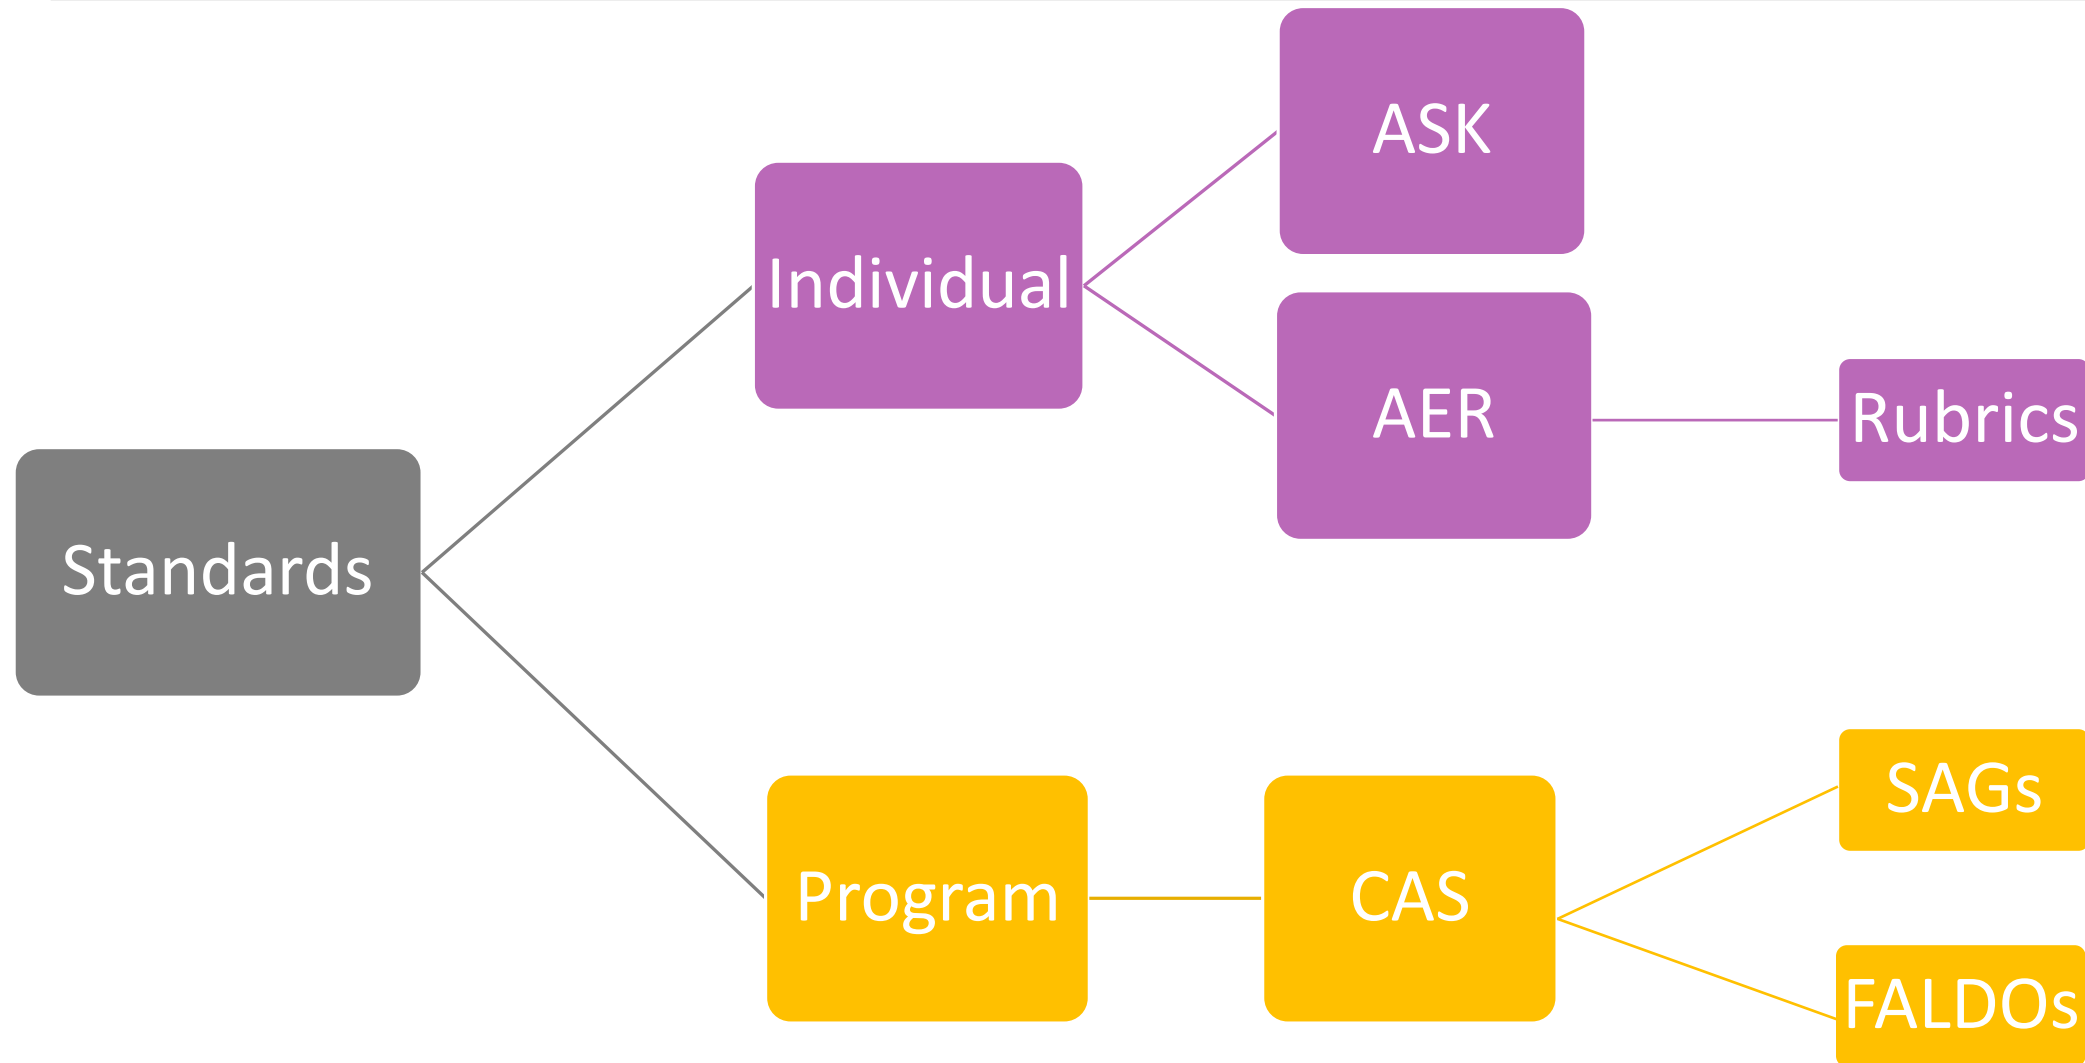 Standards
Individual
ASK
AER
Rubrics
Program
CAS
SAGs
FALDOs